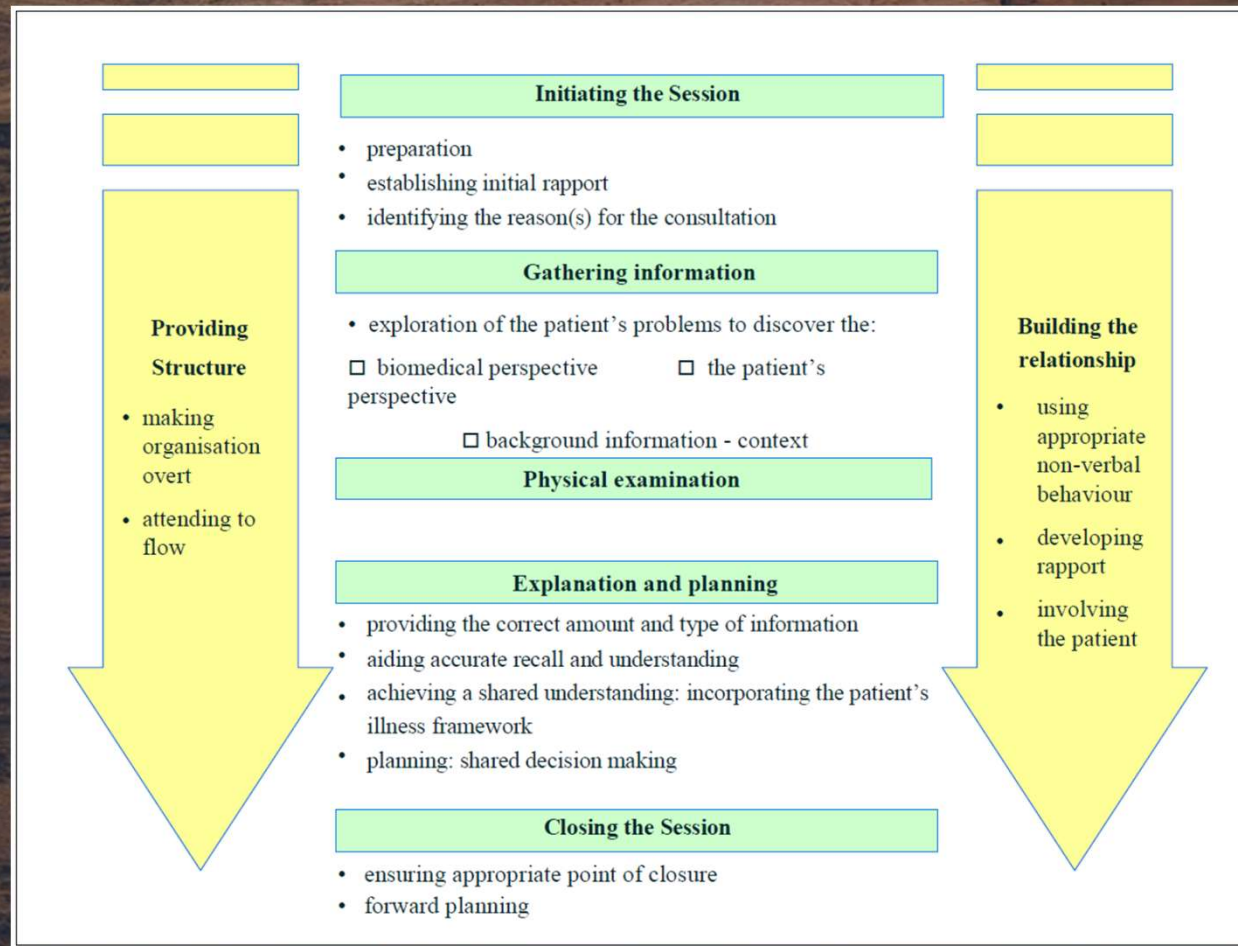 Initiating the Session
• preparation
• establishing initial rapport
• identifying the reason(s) for the consultation
Gathering information
• exploration of the patient's problems to discover the:
☐ biomedical perspective ☐ the patient's
perspective
☐ background information - context
Physical examination
Explanation and planning
• providing the correct amount and type of information
• aiding accurate recall and understanding
• achieving a shared understanding: incorporating the patient's
illness framework
• planning: shared decision making
Closing the Session
• ensuring appropriate point of closure
• forward planning
Providing
Structure
• making
organisation
overt
• attending to
flow
Building the
relationship
• using
appropriate
non-verbal
behaviour
• developing
rapport
• involving
the patient